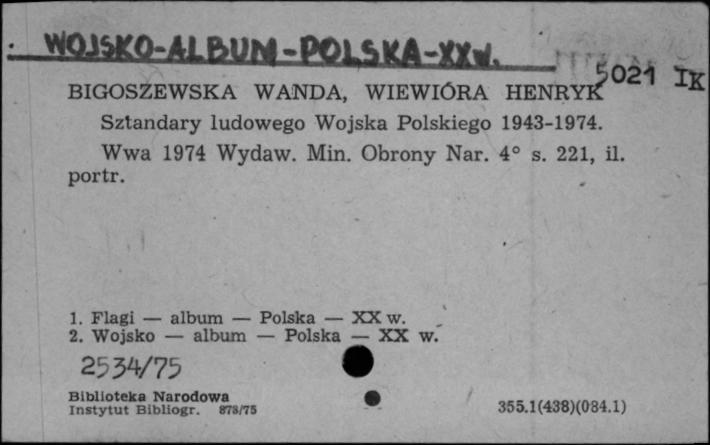 WOJSKO-ALBUM-POLSKA-XXw.
5021 IK
BIGOSZEWSKA WANDA, WIEWIÓRA HENRYK
Sztandary ludowego Wojska Polskiego 1943-1974.
Wwa 1974 Wydaw. Min. Obrony Nar. 4° s. 221, il.
portr.
1. Flagi — album — Polska — XX w.
2. Wojsko — album — Polska — XX w.
2534/75
Biblioteka Narodowa
Instytut Bibliogr. 873/75
355.1(438)(084.1)